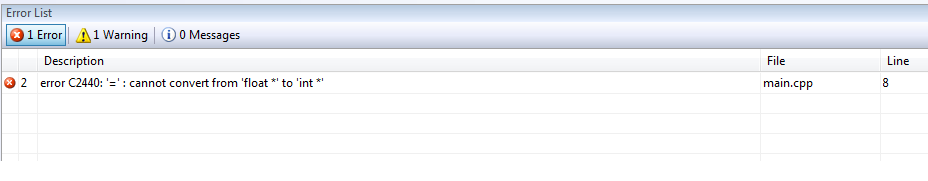 Error List
1 Error 1 Warning 0 Messages
Description File Line
2 error C2440: '=' : cannot convert from 'float *' to 'int *' main.cpp 8